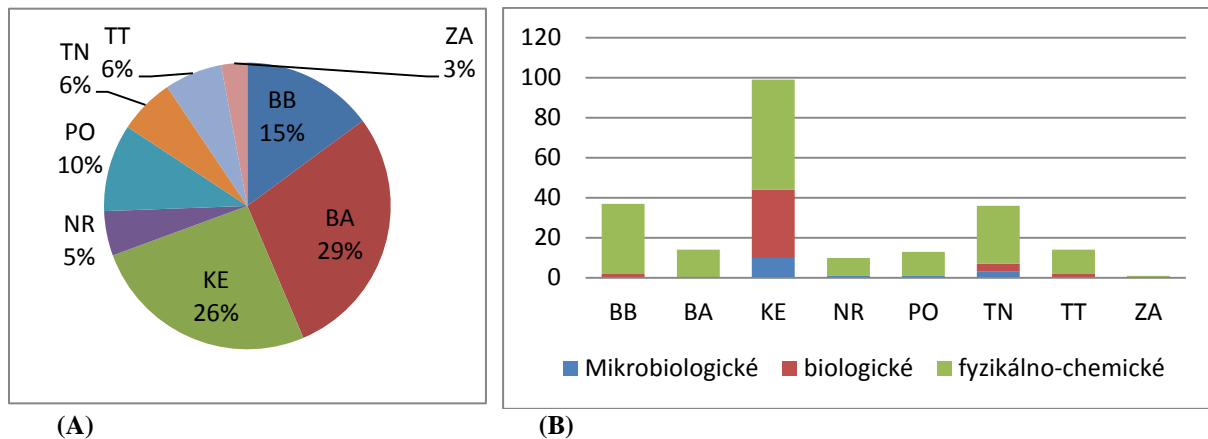 TT
6%
ZA
3%
TN
6%
BB
15%
PO
10%
BA
29%
NR
5%
KE
26%
(A)
120
100
80
60
40
20
0
BB BA KE NR PO TN TT ZA
Mikrobiologické biologické fyzikálno-chemické
(B)